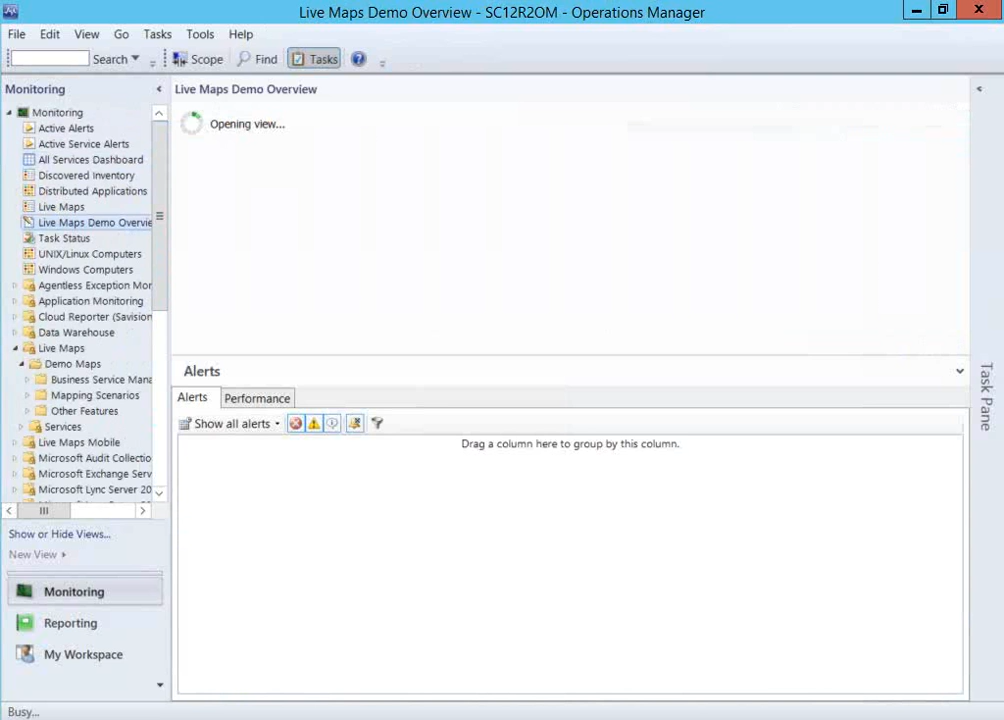 Live Maps Demo Overview - SC12R2OM - Operations Manager
File Edit View Go Tasks Tools Help
Search Scope Find Tasks
Monitoring
Live Maps Demo Overview
Monitoring
Opening view...
Active Alerts
Active Service Alerts
All Services Dashboard
Discovered Inventory
Distributed Applications
Live Maps
Live Maps Demo Overvie
Task Status
UNIX/Linux Computers
Windows Computers
Agentless Exception Mor
Application Monitoring
Cloud Reporter (Savision
Data Warehouse
Live Maps
Demo Maps
Business Service Mana
Mapping Scenarios
Other Features
Services
Live Maps Mobile
Microsoft Audit Collectio
Microsoft Exchange Serv
Microsoft Lync Server 20
Show or Hide Views...
New View
Monitoring
Reporting
My Workspace
Alerts
Alerts Performance
Show all alerts
Drag a column here to group by this column.
Task Pane
Busy...